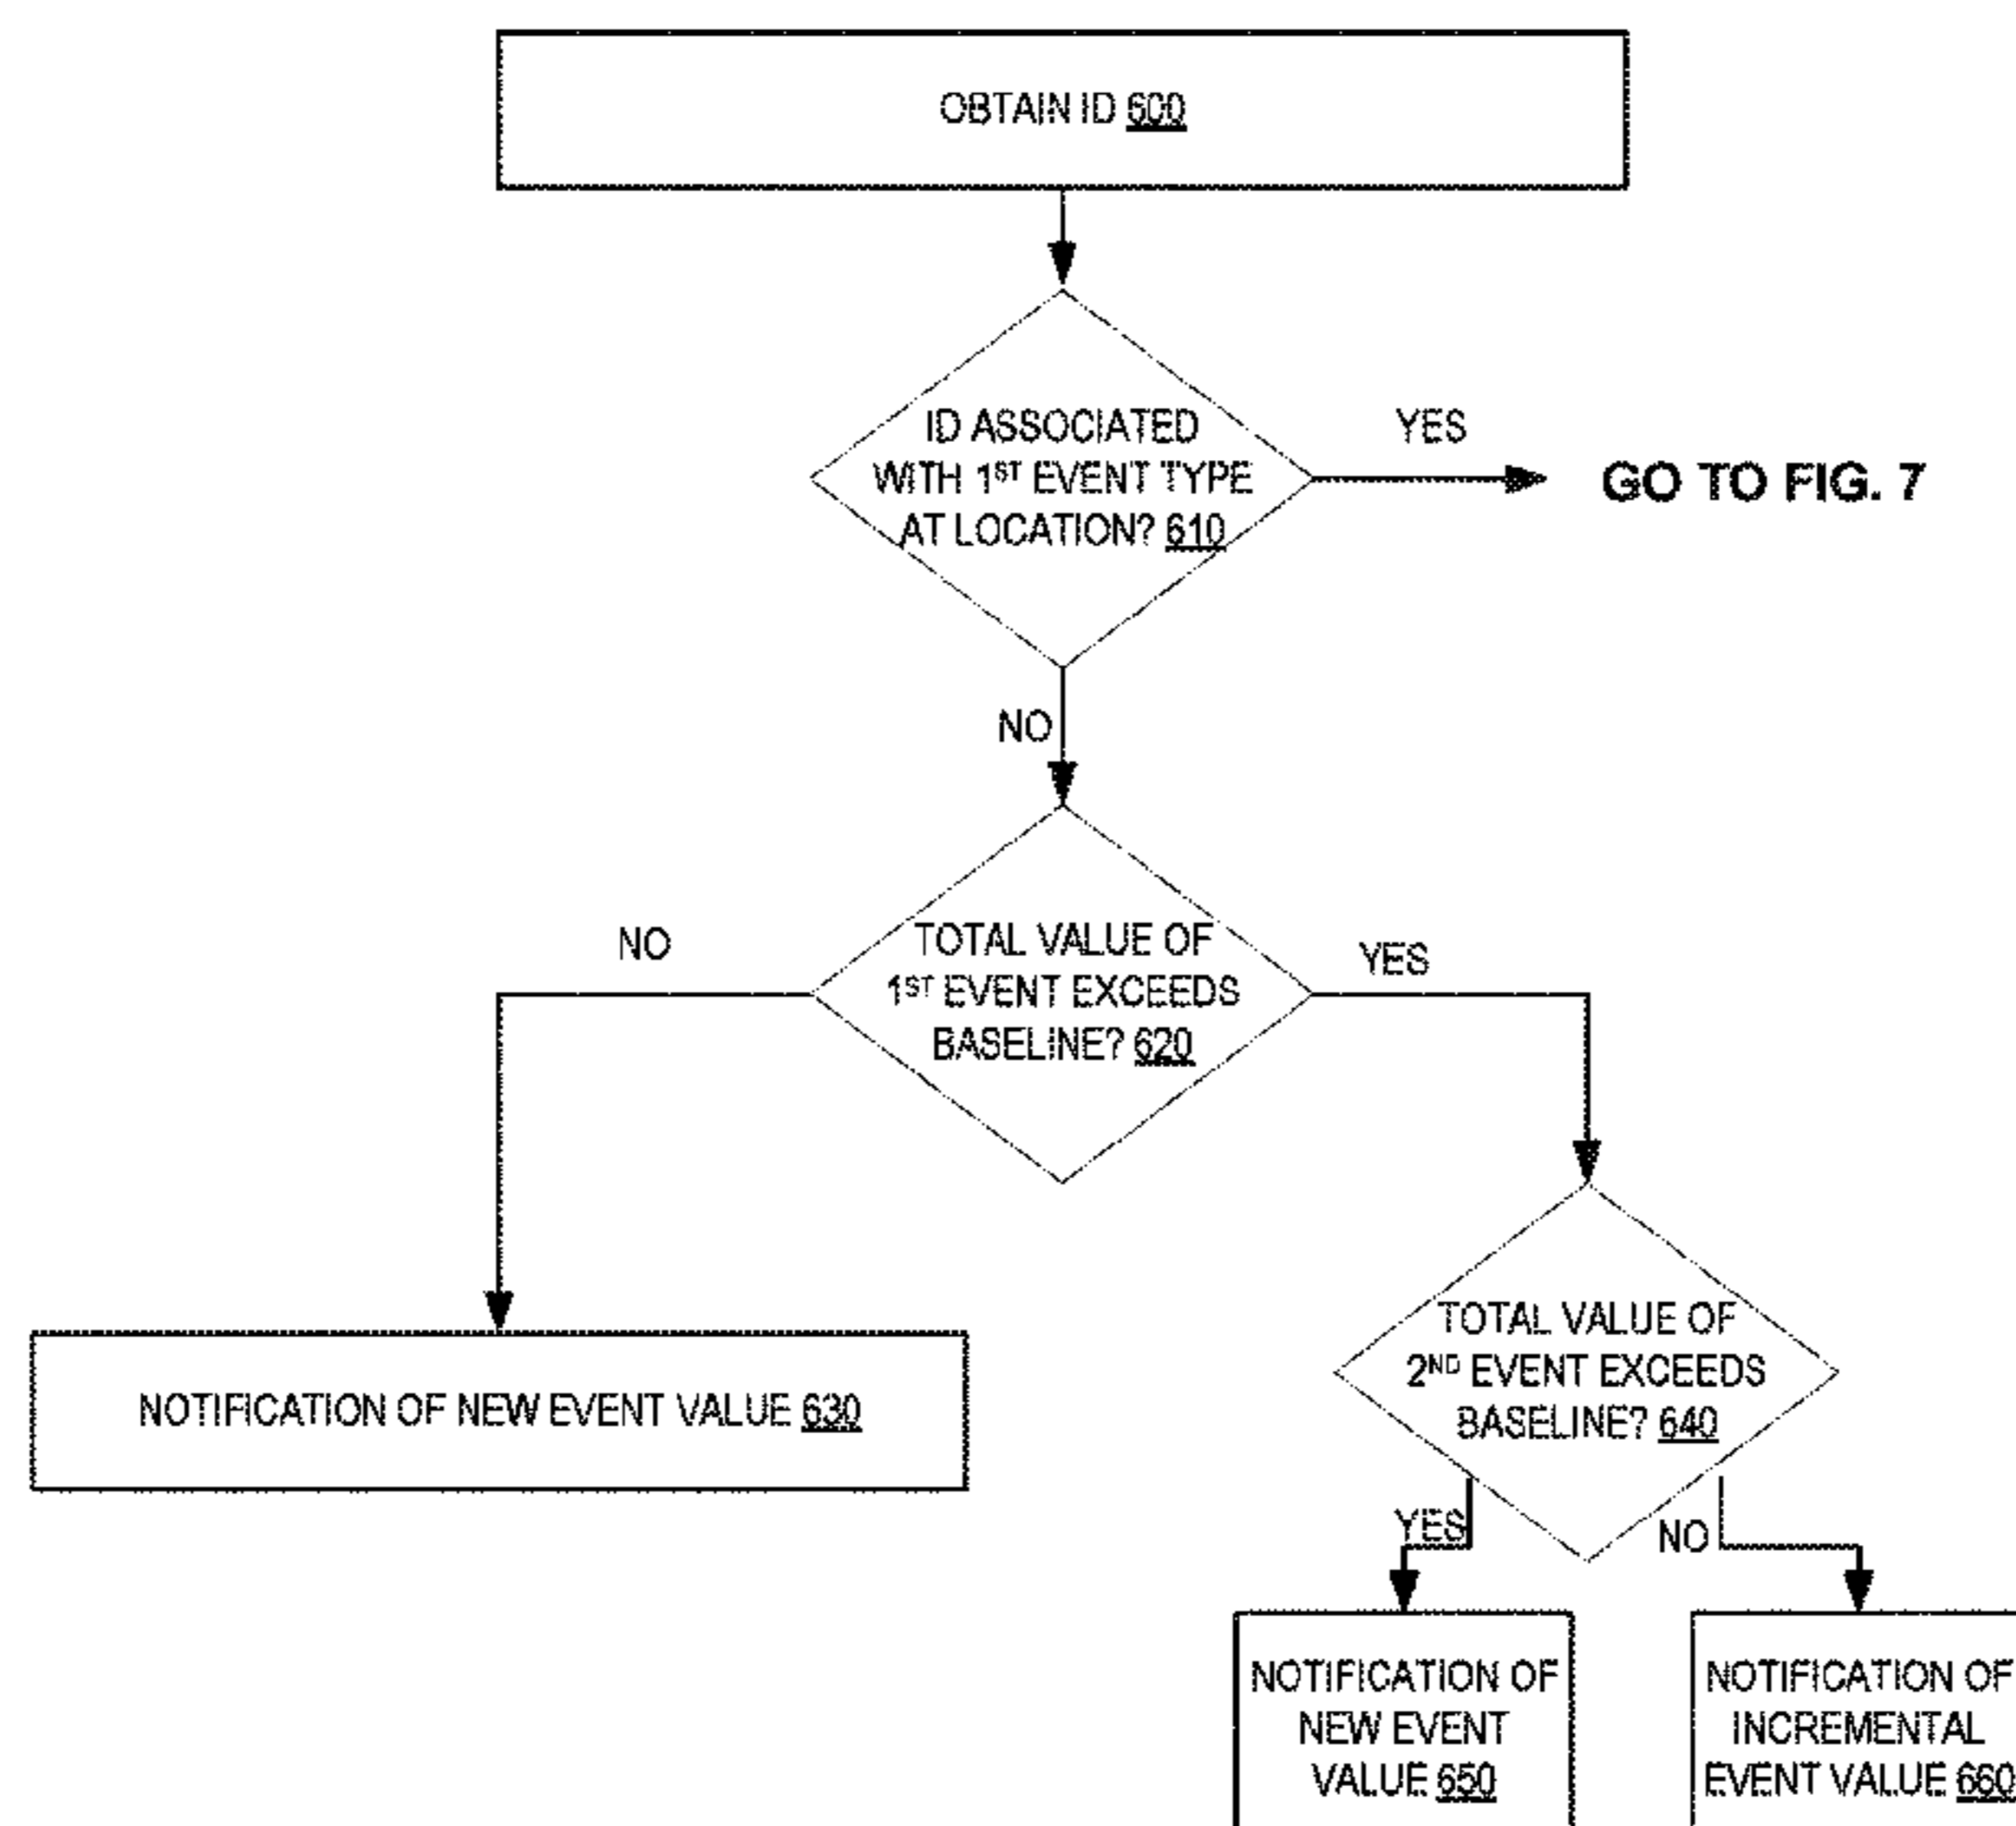 OBTAIN ID 600
ID ASSOCIATED
WITH 1ST EVENT TYPE
AT LOCATION? 610
YES
GO TO FIG. 7
NO
TOTAL VALUE OF
1ST EVENT EXCEEDS
BASELINE? 620
NO
YES
NOTIFICATION OF NEW EVENT VALUE 630
TOTAL VALUE OF
2ND EVENT EXCEEDS
BASELINE? 640
YES
NO
NOTIFICATION OF
NEW EVENT
VALUE 650
NOTIFICATION OF
INCREMENTAL
EVENT VALUE 660